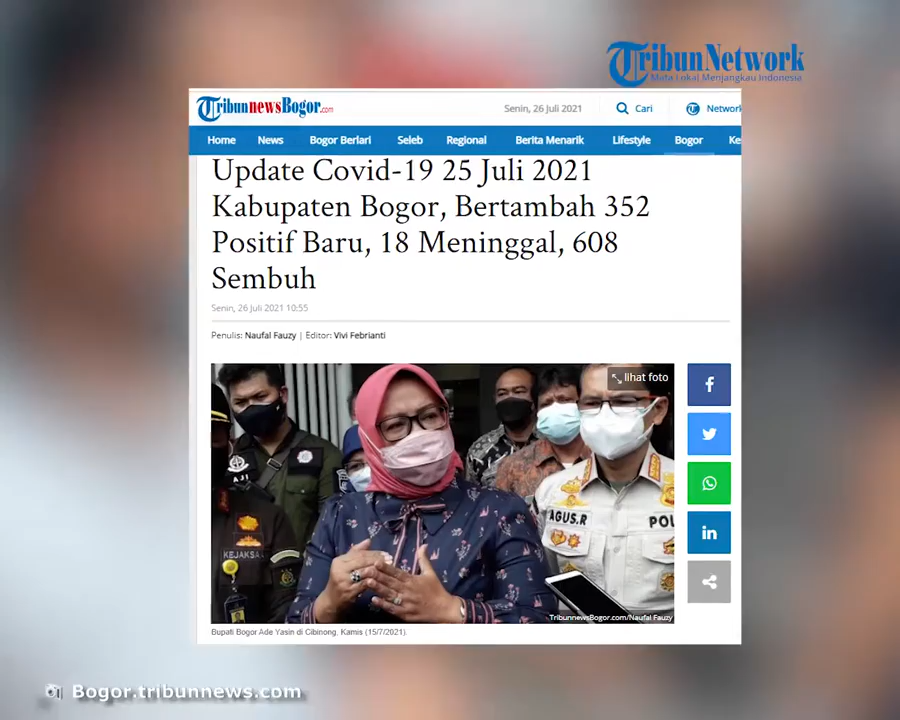 TribunNetwork
Mata Lokal Menjangkau Indonesia
TribunnewsBogor.com
Senin, 26 Juli 2021
Cari
Network
Home News Bogor Berlari Seleb Regional Berita Menarik Lifestyle Bogor Ke
Update Covid-19 25 Juli 2021
Kabupaten Bogor, Bertambah 352
Positif Baru, 18 Meninggal, 608
Sembuh
Senin, 26 Juli 2021 10:55
Penulis: Naufal Fauzy | Editor: Vivi Febrianti
lihat foto
AJI
KEJAKSA
AGUS.R
POL
TribunnewsBogor.com/Naufal Fauzy
Bupati Bogor Ade Yasin di Cibinong, Kamis (15/7/2021).
Bogor.tribunnews.com